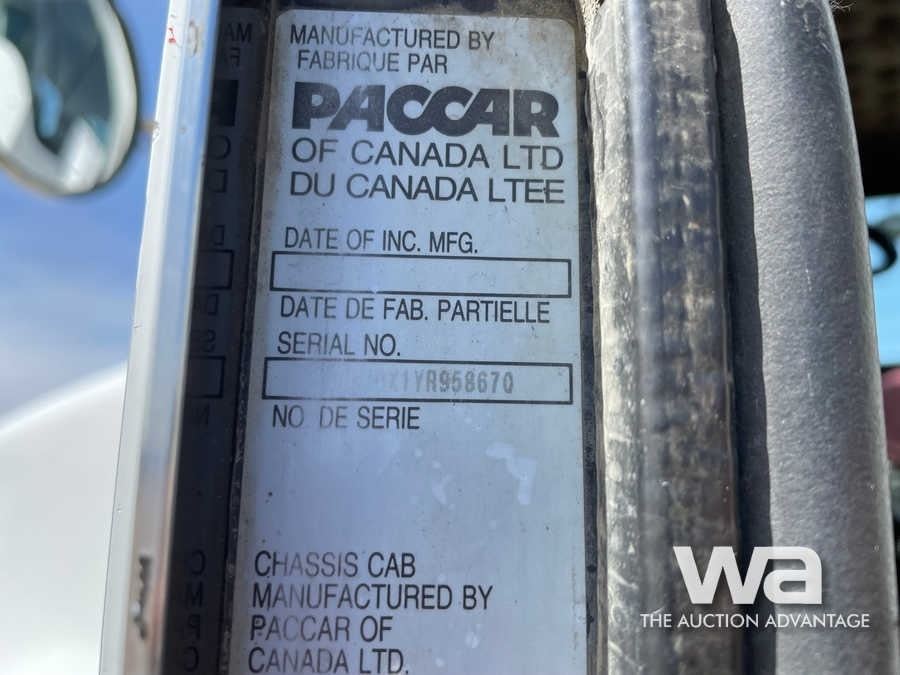 MANUFACTURED BY
FABRIQUE PAR
PACCAR
OF CANADA LTD
DU CANADA LTEE
DATE OF INC. MFG.
DATE DE FAB. PARTIELLE
SERIAL NO.
X1YR958670
NO DE SERIE
CHASSIS CAB
MANUFACTURED BY
PACCAR OF
CANADA LTD.
wa
THE AUCTION ADVANTAGE